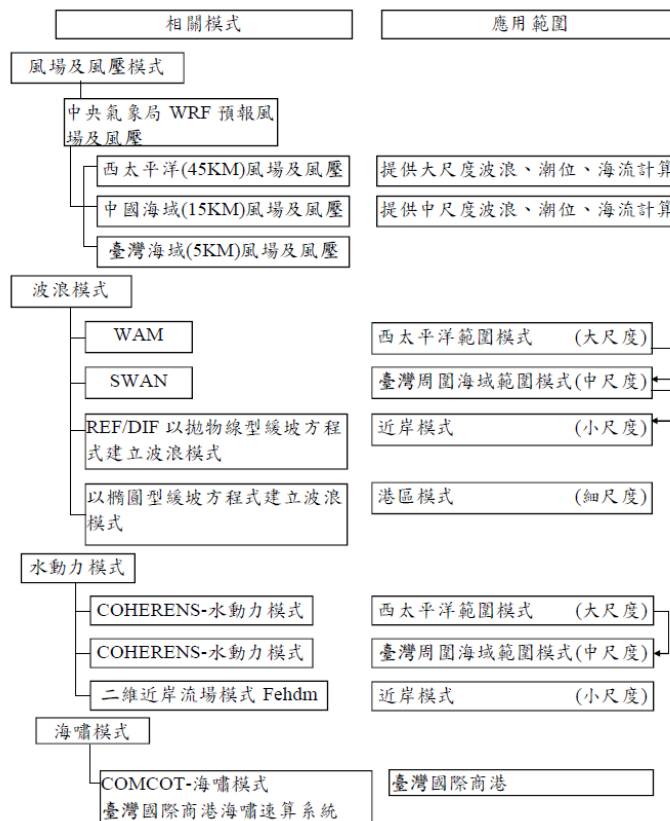 相關模式
應用範圍
風場及風壓模式
中央氣象局 WRF 預報風
場及風壓
西太平洋(45KM)風場及風壓
提供大尺度波浪、潮位、海流計算
中國海域(15KM)風場及風壓
提供中尺度波浪、潮位、海流計算
臺灣海域(5KM)風場及風壓
波浪模式
WAM
西太平洋範圍模式 (大尺度)
SWAN
臺灣周圍海域範圍模式(中尺度)
REF/DIF 以拋物線型緩坡方程
式建立波浪模式
近岸模式 (小尺度)
以橢圓型緩坡方程式建立波浪
模式
港區模式 (細尺度)
水動力模式
COHERENS-水動力模式
西太平洋範圍模式 (大尺度)
COHERENS-水動力模式
臺灣周圍海域範圍模式(中尺度)
二維近岸流場模式 Fehdm
近岸模式 (小尺度)
海嘯模式
COMCOT-海嘯模式
臺灣國際商港海嘯速算系統
臺灣國際商港